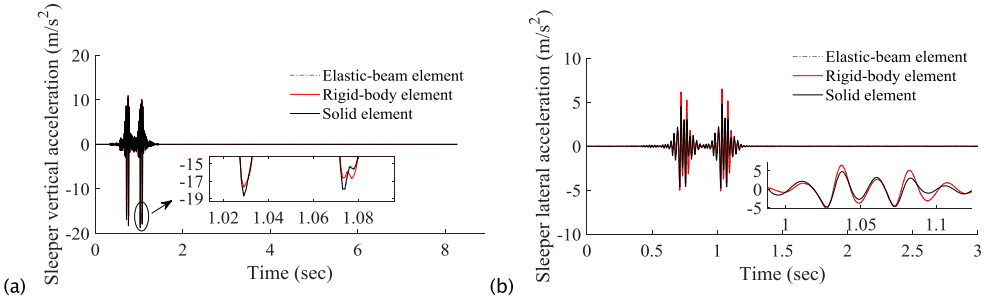 (a)
Sleeper vertical acceleration (m/s²)
20
10
0
-10
-20
Elastic-beam element
Rigid-body element
Solid element
-15
-17
-19
1.02 1.04 1.06 1.08
0 2 4 6 8
Time (sec)
(b)
Sleeper lateral acceleration (m/s²)
10
5
0
-5
-10
Elastic-beam element
Rigid-body element
Solid element
5
0
-5
1 1.05 1.1
0 0.5 1 1.5 2 2.5 3
Time (sec)